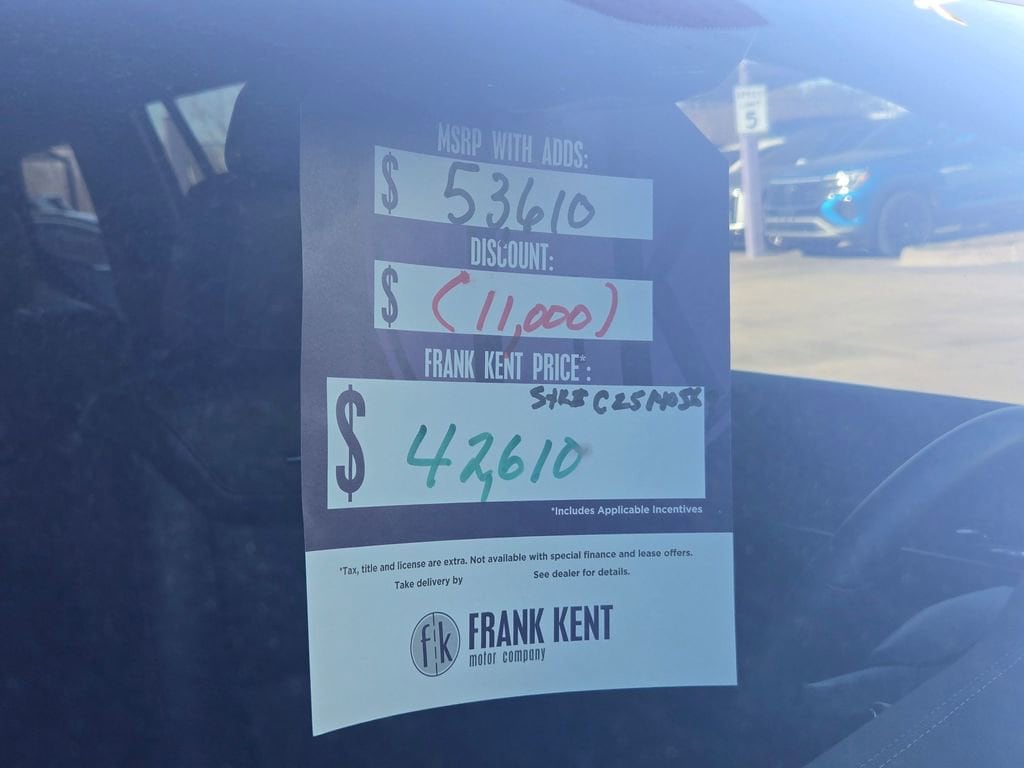 MSRP WITH ADDS:
$ 53,610
DISCOUNT:
$ (11,000)
FRANK KENT PRICE*:
$ 42,610
*Includes Applicable Incentives
*Tax, title and license are extra. Not available with special finance and lease offers.
Take delivery by See dealer for details.
fk FRANK KENT
motor company
5